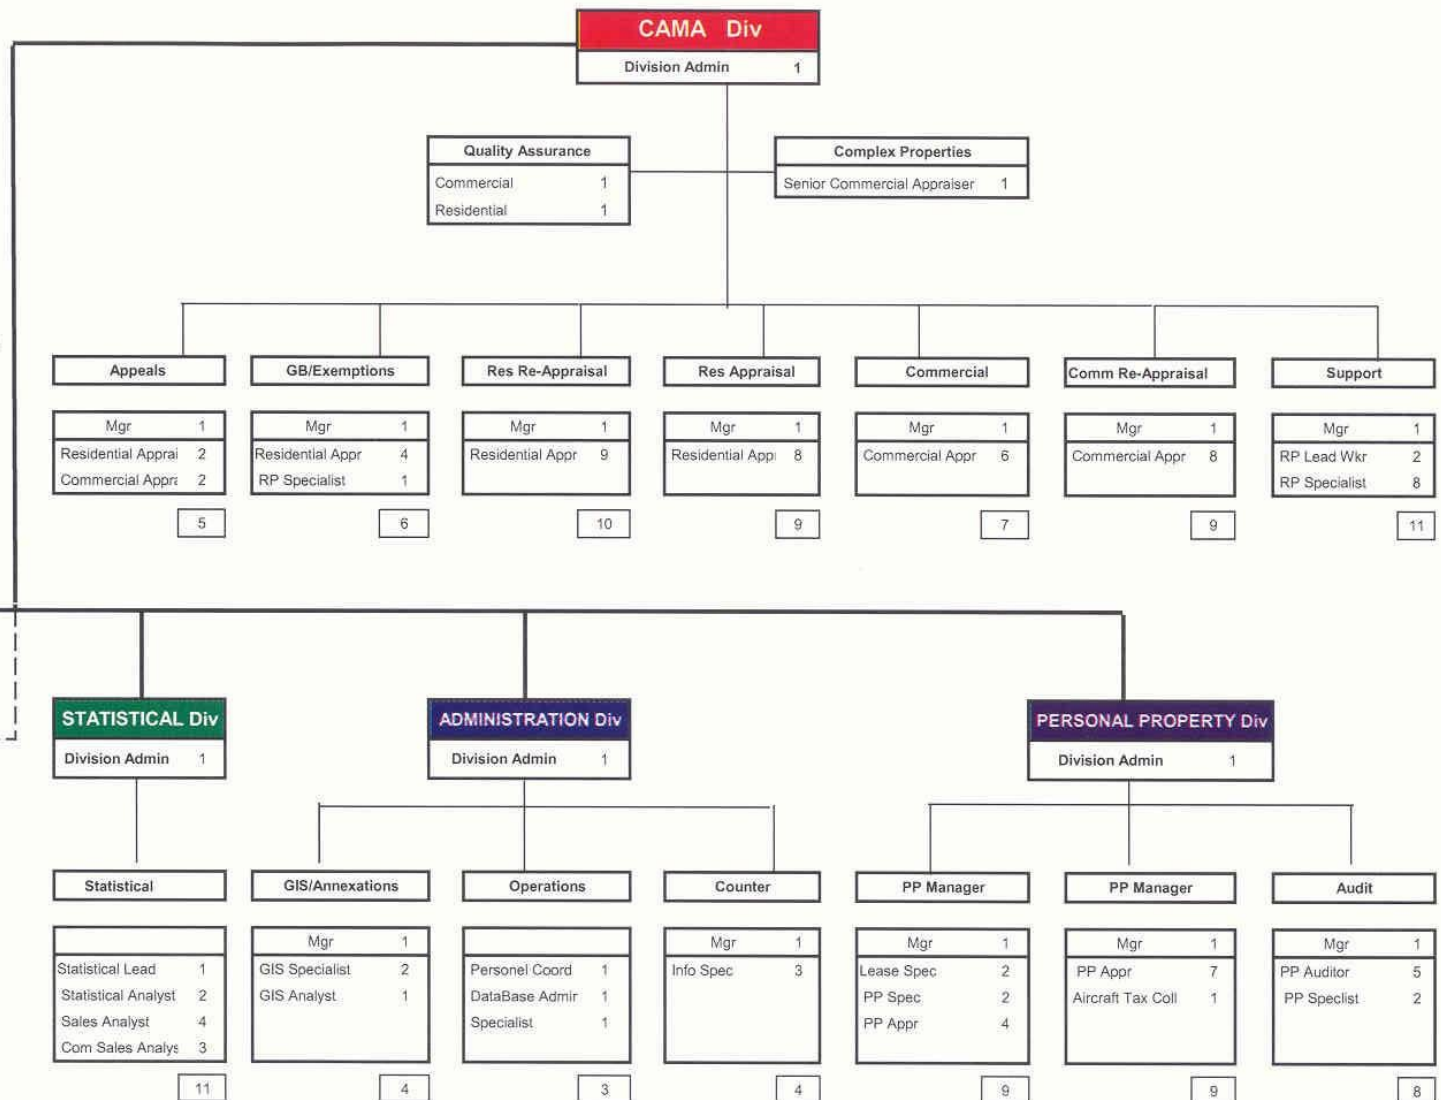 CAMA Div
Division Admin 1
Quality Assurance
Commercial 1
Residential 1
Complex Properties
Senior Commercial Appraiser 1
Appeals
Mgr 1
Residential Apprai 2
Commercial Appra 2
5
GB/Exemptions
Mgr 1
Residential Appr 4
RP Specialist 1
6
Res Re-Appraisal
Mgr 1
Residential Appr 9
10
Res Appraisal
Mgr 1
Residential App 8
9
Commercial
Mgr 1
Commercial Appr 6
7
Comm Re-Appraisal
Mgr 1
Commercial Appr 8
9
Support
Mgr 1
RP Lead Wkr 2
RP Specialist 8
11
STATISTICAL Div
Division Admin 1
Statistical
Statistical Lead 1
Statistical Analyst 2
Sales Analyst 4
Com Sales Analys 3
11
ADMINISTRATION Div
Division Admin 1
GIS/Annexations
Mgr 1
GIS Specialist 2
GIS Analyst 1
4
Operations
Personel Coord 1
DataBase Admir 1
Specialist 1
3
Counter
Mgr 1
Info Spec 3
4
PERSONAL PROPERTY Div
Division Admin 1
PP Manager
Mgr 1
Lease Spec 2
PP Spec 2
PP Appr 4
9
PP Manager
Mgr 1
PP Appr 7
Aircraft Tax Coll 1
9
Audit
Mgr 1
PP Auditor 5
PP Speclist 2
8